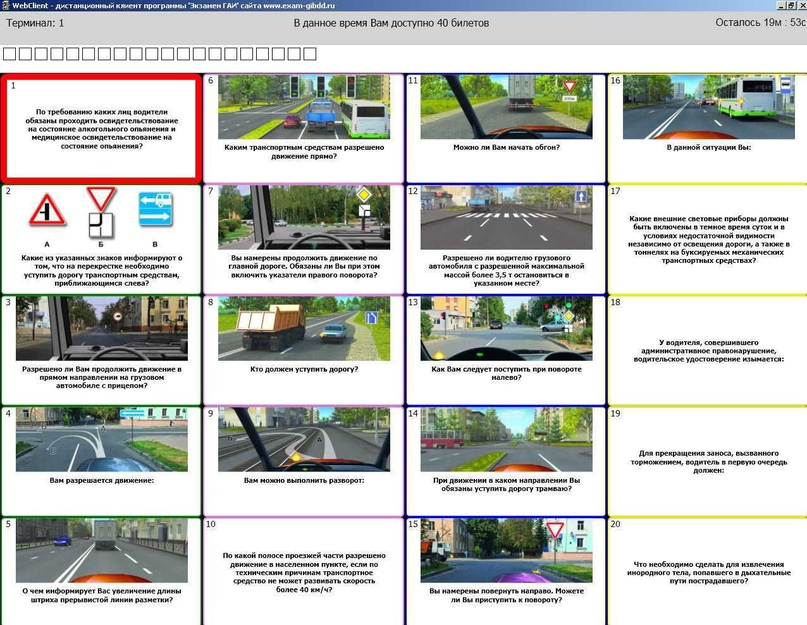 WebClient - дистанционный клиент программы 'Экзамен ГАИ' сайта www.exam-gibdd.ru
Терминал: 1
В данное время Вам доступно 40 билетов
Осталось 19м : 53с
1
По требованию каких лиц водители
обязаны проходить освидетельствование
на состояние алкогольного опьянения и
медицинское освидетельствование на
состояние опьянения?
2
А
Б
В
Какие из указанных знаков информируют о
том, что на перекрестке необходимо
уступить дорогу транспортным средствам,
приближающимся слева?
3
Разрешено ли Вам продолжить движение в
прямом направлении на грузовом
автомобиле с прицепом?
4
Вам разрешается движение:
5
О чем информирует Вас увеличение длины
штриха прерывистой линии разметки?
6
Каким транспортным средствам разрешено
движение прямо?
7
Вы намерены продолжить движение по
главной дороге. Обязаны ли Вы при этом
включить указатели правого поворота?
8
Кто должен уступить дорогу?
9
Вам можно выполнить разворот:
10
По какой полосе проезжей части разрешено
движение в населенном пункте, если по
техническим причинам транспортное
средство не может развивать скорость
более 40 км/ч?
11
Можно ли Вам начать обгон?
12
Разрешено ли водителю грузового
автомобиля с разрешенной максимальной
массой более 3,5 т остановиться в
указанном месте?
13
Как Вам следует поступить при повороте
налево?
14
При движении в каком направлении Вы
обязаны уступить дорогу трамваю?
15
Вы намерены повернуть направо. Можете
ли Вы приступить к повороту?
16
В данной ситуации Вы:
17
Какие внешние световые приборы должны
быть включены в темное время суток и в
условиях недостаточной видимости
независимо от освещения дороги, а также в
тоннелях на буксируемых механических
транспортных средствах?
18
У водителя, совершившего
административное правонарушение,
водительское удостоверение изымается:
19
Для прекращения заноса, вызванного
торможением, водитель в первую очередь
должен:
20
Что необходимо сделать для извлечения
инородного тела, попавшего в дыхательные
пути пострадавшего?